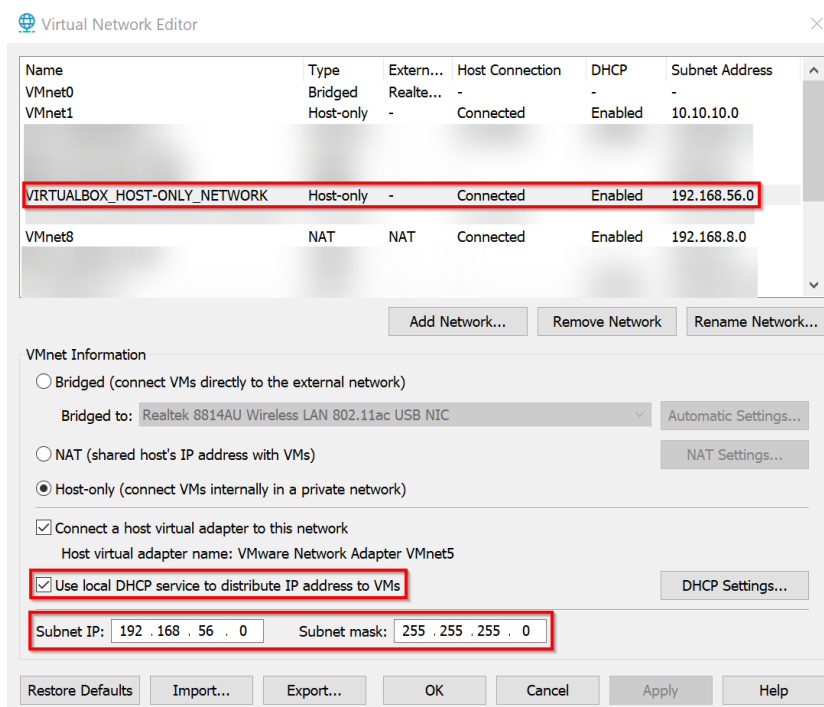 Virtual Network Editor
Name Type Extern... Host Connection DHCP Subnet Address
VMnet0 Bridged Realte... - - -
VMnet1 Host-only - Connected Enabled 10.10.10.0
VIRTUALBOX_HOST-ONLY_NETWORK Host-only - Connected Enabled 192.168.56.0
VMnet8 NAT NAT Connected Enabled 192.168.8.0
Add Network... Remove Network Rename Network...
VMnet Information
Bridged (connect VMs directly to the external network)
Bridged to: Realtek 8814AU Wireless LAN 802.11ac USB NIC Automatic Settings...
NAT (shared host's IP address with VMs) NAT Settings...
Host-only (connect VMs internally in a private network)
Connect a host virtual adapter to this network
Host virtual adapter name: VMware Network Adapter VMnet5
Use local DHCP service to distribute IP address to VMs DHCP Settings...
Subnet IP: 192 . 168 . 56 . 0 Subnet mask: 255 . 255 . 255 . 0
Restore Defaults Import... Export... OK Cancel Apply Help